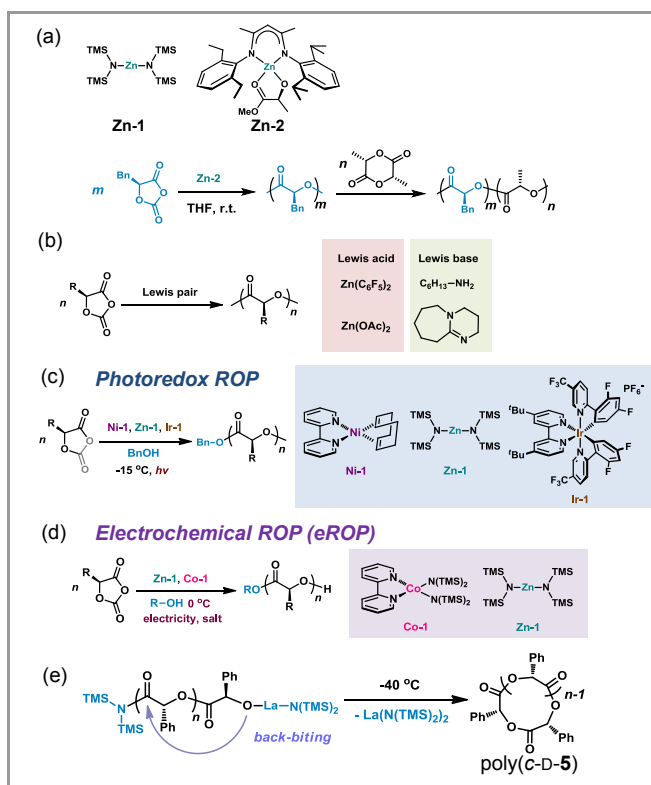 (a)
TMS TMS
N–Zn–N
TMS TMS
Zn-1
N N
Zn
O O
MeO
Zn-2
m
Bn O
O
O
O
Zn-2
THF, r.t.
O
O
Bn
m
n
O
O
O
O
O
O
Bn
m
O
O
n
(b)
R O
n
O
O
O
Lewis pair
O
O
R
n
Lewis acid Lewis base
Zn(C6F5)2 C6H13–NH2
Zn(OAc)2
N
N
(c) Photoredox ROP
R O
n
O
O
O
Ni-1, Zn-1, Ir-1
BnOH
-15 °C, hv
Bn-O
O
O
R
n
N
Ni
N
Ni-1
TMS TMS
N–Zn–N
TMS TMS
Zn-1
F3C
F
PF6-
tBu
N
N
F
Ir
N
F
tBu
N
F3C
F
Ir-1
(d) Electrochemical ROP (eROP)
R O
n
O
O
O
Zn-1, Co-1
R–OH 0 °C
electricity, salt
RO
O
O
H
R
n
N
Co
N
N(TMS)2
N(TMS)2
Co-1
TMS TMS
N–Zn–N
TMS TMS
Zn-1
(e)
TMS
N
TMS
O
O
Ph
n
Ph
O
O
La–N(TMS)2
back-biting
-40 °C
- La(N(TMS)2)2
Ph
O
O
O
O
n-1
Ph
O
O
Ph
poly(c-D-5)